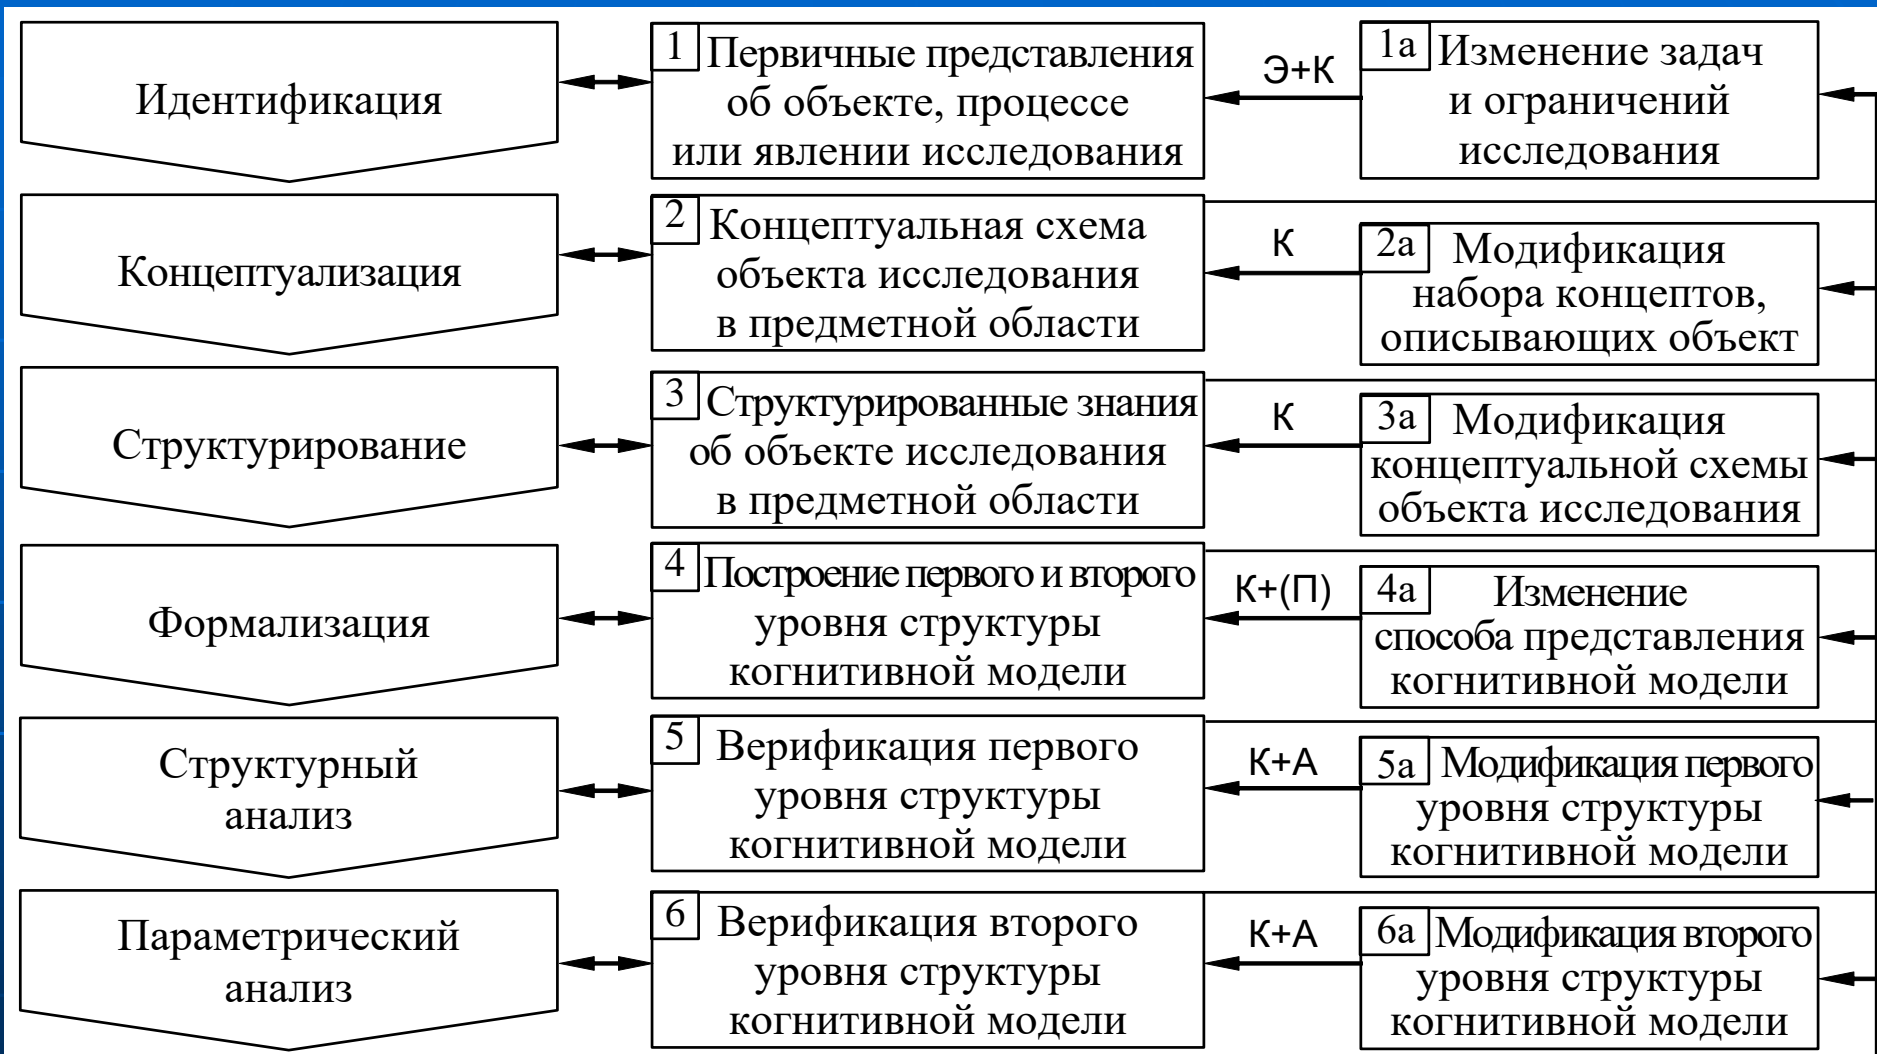 Идентификация
1 Первичные представления
об объекте, процессе
или явлении исследования
Э+К
1а Изменение задач
и ограничений
исследования
Концептуализация
2 Концептуальная схема
объекта исследования
в предметной области
К
2а Модификация
набора концептов,
описывающих объект
Структурирование
3 Структурированные знания
об объекте исследования
в предметной области
К
3а Модификация
концептуальной схемы
объекта исследования
Формализация
4 Построение первого и второго
уровня структуры
когнитивной модели
К+(П)
4а Изменение
способа представления
когнитивной модели
Структурный
анализ
5 Верификация первого
уровня структуры
когнитивной модели
К+А
5а Модификация первого
уровня структуры
когнитивной модели
Параметрический
анализ
6 Верификация второго
уровня структуры
когнитивной модели
К+А
6а Модификация второго
уровня структуры
когнитивной модели